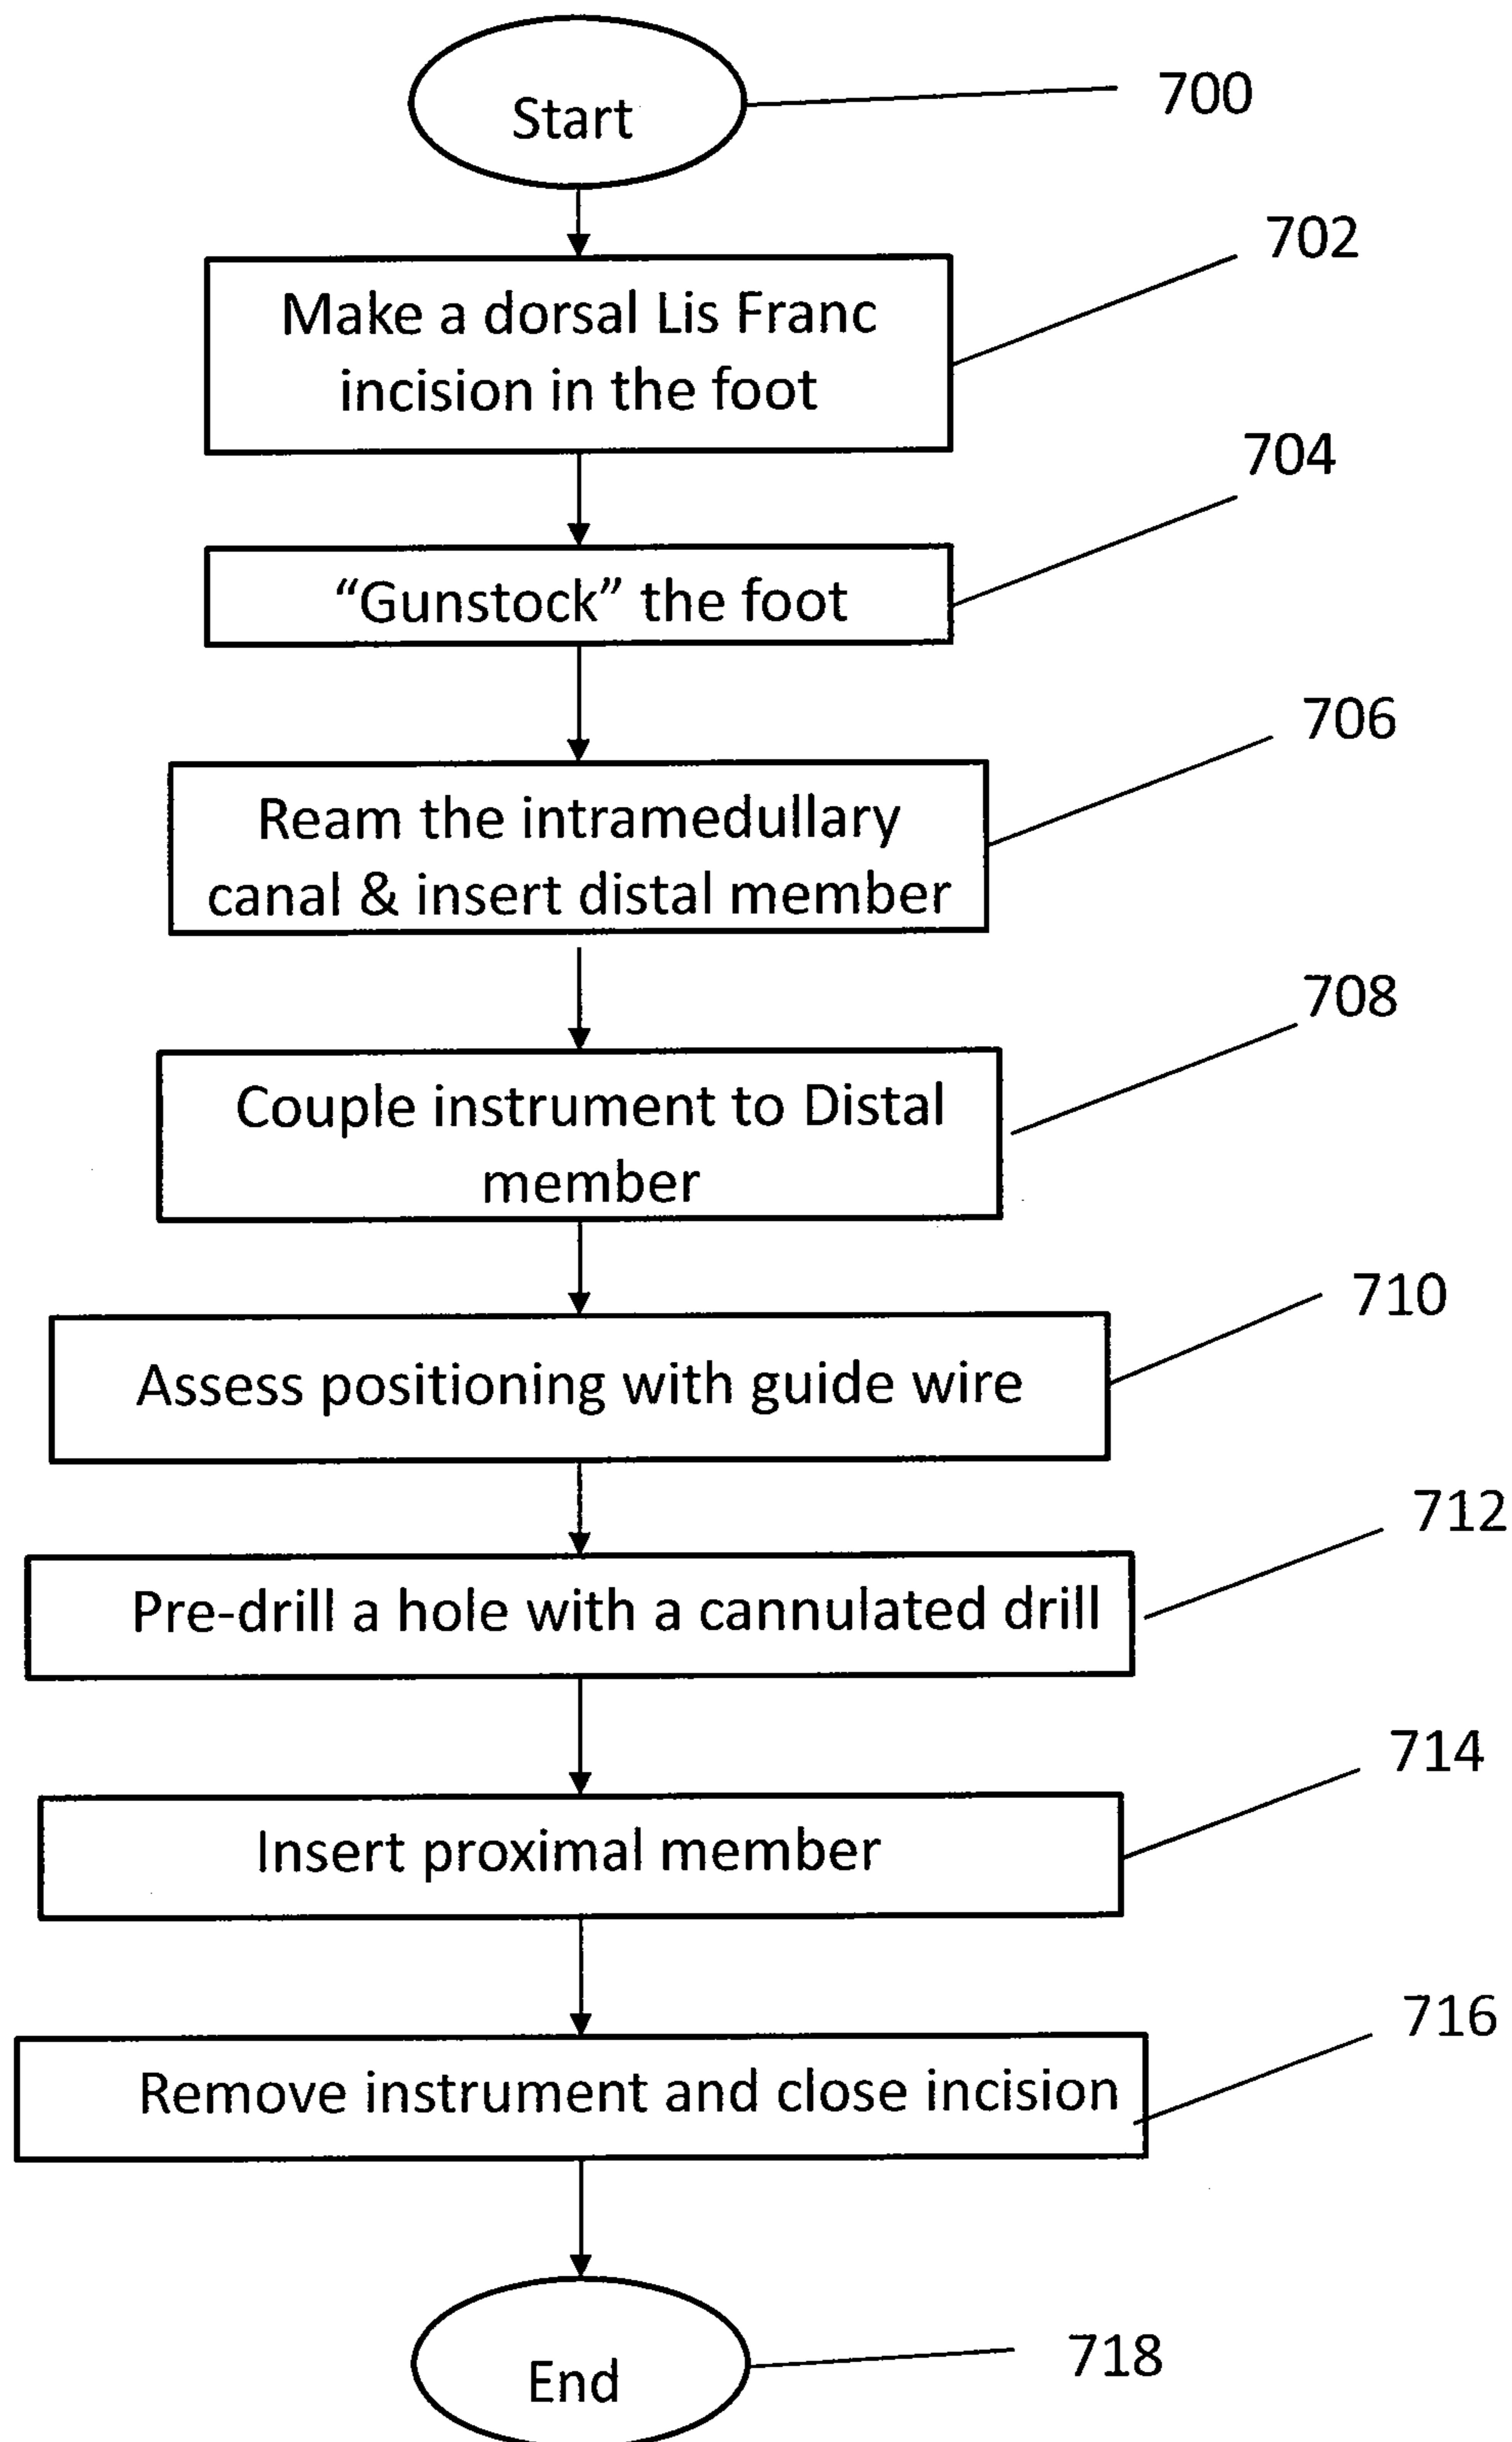 Start
700
702
Make a dorsal Lis Franc
incision in the foot
704
“Gunstock” the foot
706
Ream the intramedullary
canal & insert distal member
708
Couple instrument to Distal
member
710
Assess positioning with guide wire
712
Pre-drill a hole with a cannulated drill
714
Insert proximal member
716
Remove instrument and close incision
718
End